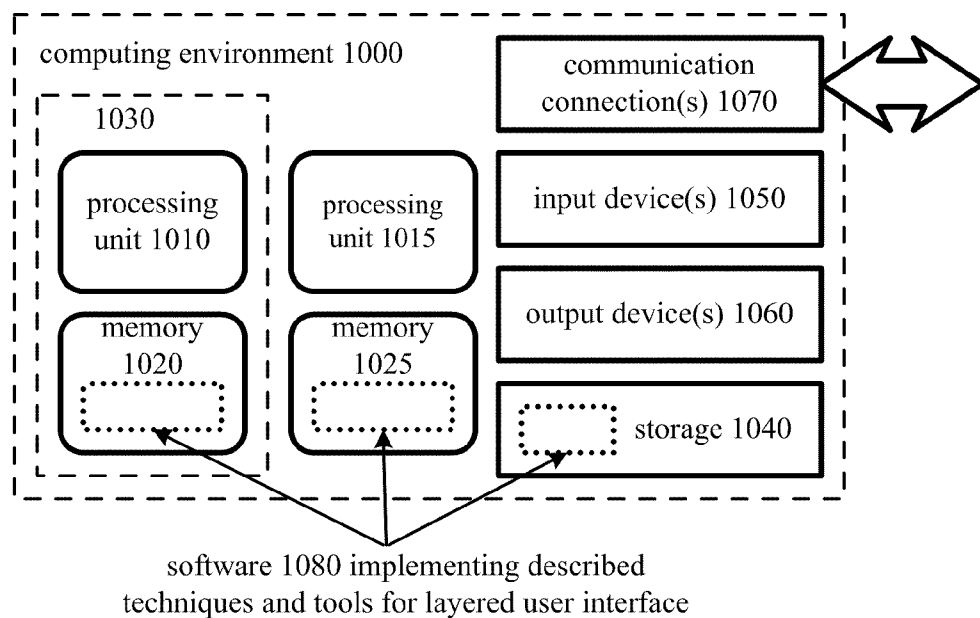 computing environment 1000
communication
connection(s) 1070
1030
processing
unit 1010
processing
unit 1015
input device(s) 1050
memory
1020
memory
1025
output device(s) 1060
storage 1040
software 1080 implementing described
techniques and tools for layered user interface